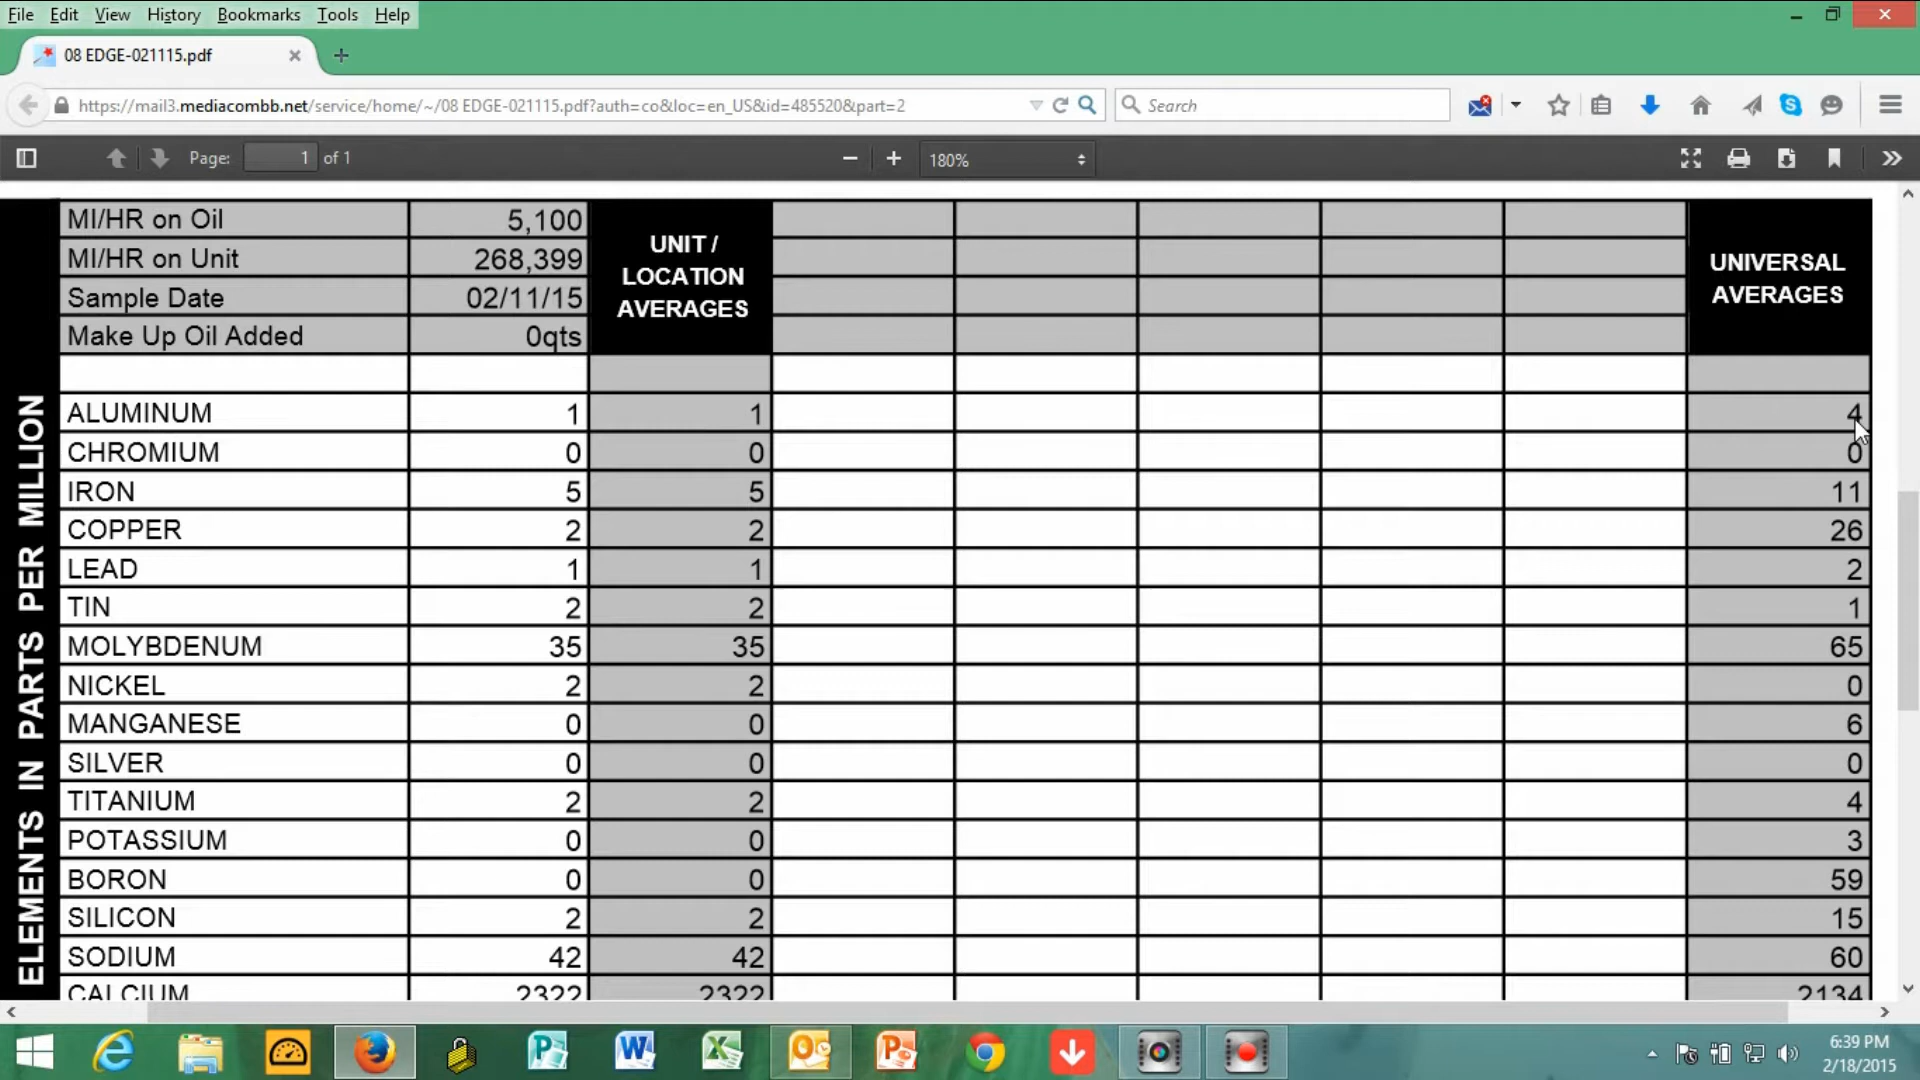 File Edit View History Bookmarks Tools Help
08 EDGE-021115.pdf
https://mail3.mediacombb.net/service/home/~/08 EDGE-021115.pdf?auth=co&loc=en_US&id=485520&part=2
Search
Page: 1 of 1
180%
MI/HR on Oil 5,100
MI/HR on Unit 268,399
Sample Date 02/11/15
Make Up Oil Added 0qts
UNIT /
LOCATION
AVERAGES
UNIVERSAL
AVERAGES
ELEMENTS IN PARTS PER MILLION
ALUMINUM 1 1 4
CHROMIUM 0 0 0
IRON 5 5 11
COPPER 2 2 26
LEAD 1 1 2
TIN 2 2 1
MOLYBDENUM 35 35 65
NICKEL 2 2 0
MANGANESE 0 0 6
SILVER 0 0 0
TITANIUM 2 2 4
POTASSIUM 0 0 3
BORON 0 0 59
SILICON 2 2 15
SODIUM 42 42 60
CALCIUM 2322 2322 2134
6:39 PM
2/18/2015